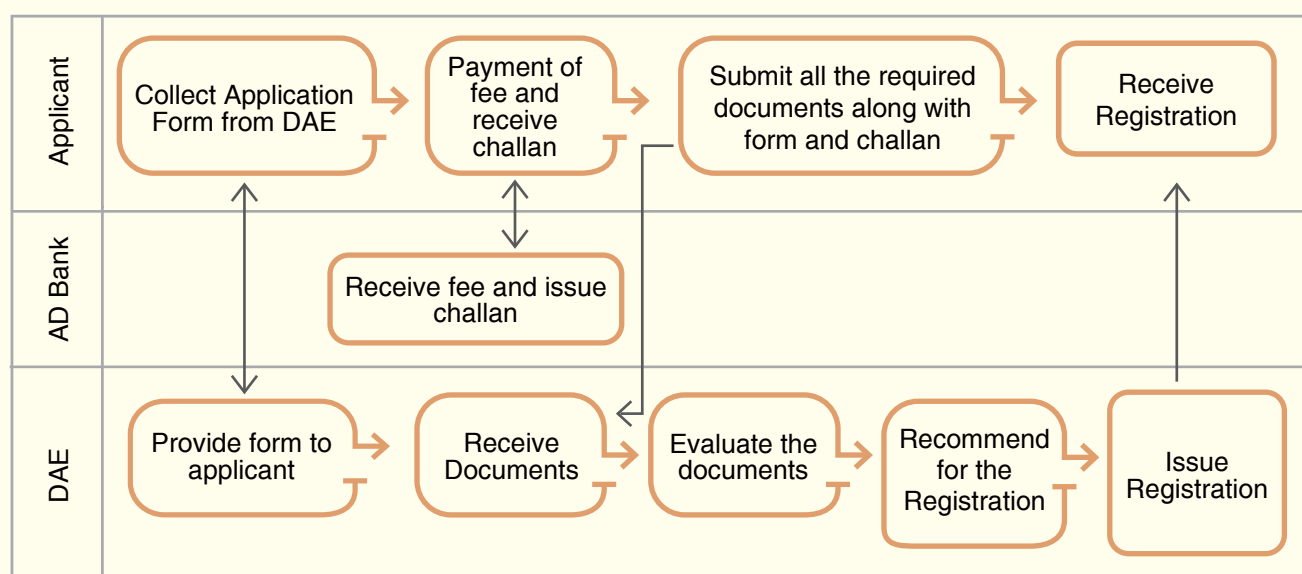 Applicant
Collect Application
Form from DAE
Payment of
fee and
receive
challan
Submit all the required
documents along with
form and challan
Receive
Registration
AD Bank
Receive fee and issue
challan
DAE
Provide form to
applicant
Receive
Documents
Evaluate the
documents
Recommend
for the
Registration
Issue
Registration